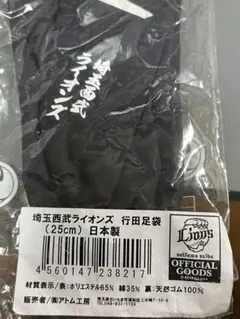 埼玉西武
ライオンズ
埼玉西武ライオンズ 行田足袋
(25cm) 日本製
4 560147 238217
Lions
OFFICIAL
GOODS
材質表示/表:ポリエステル65% 綿35% 裏:天然ゴム100%
販売者/㈱アトム工房